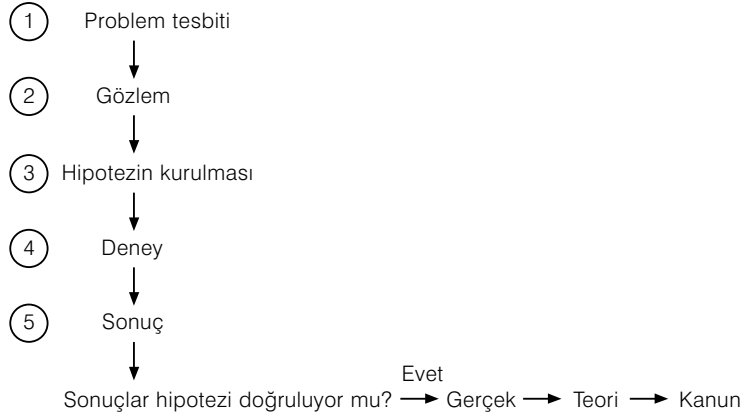 1 Problem tesbiti
2 Gözlem
3 Hipotezin kurulması
4 Deney
5 Sonuç
Evet
Sonuçlar hipotezi doğruluyor mu? Gerçek Teori Kanun